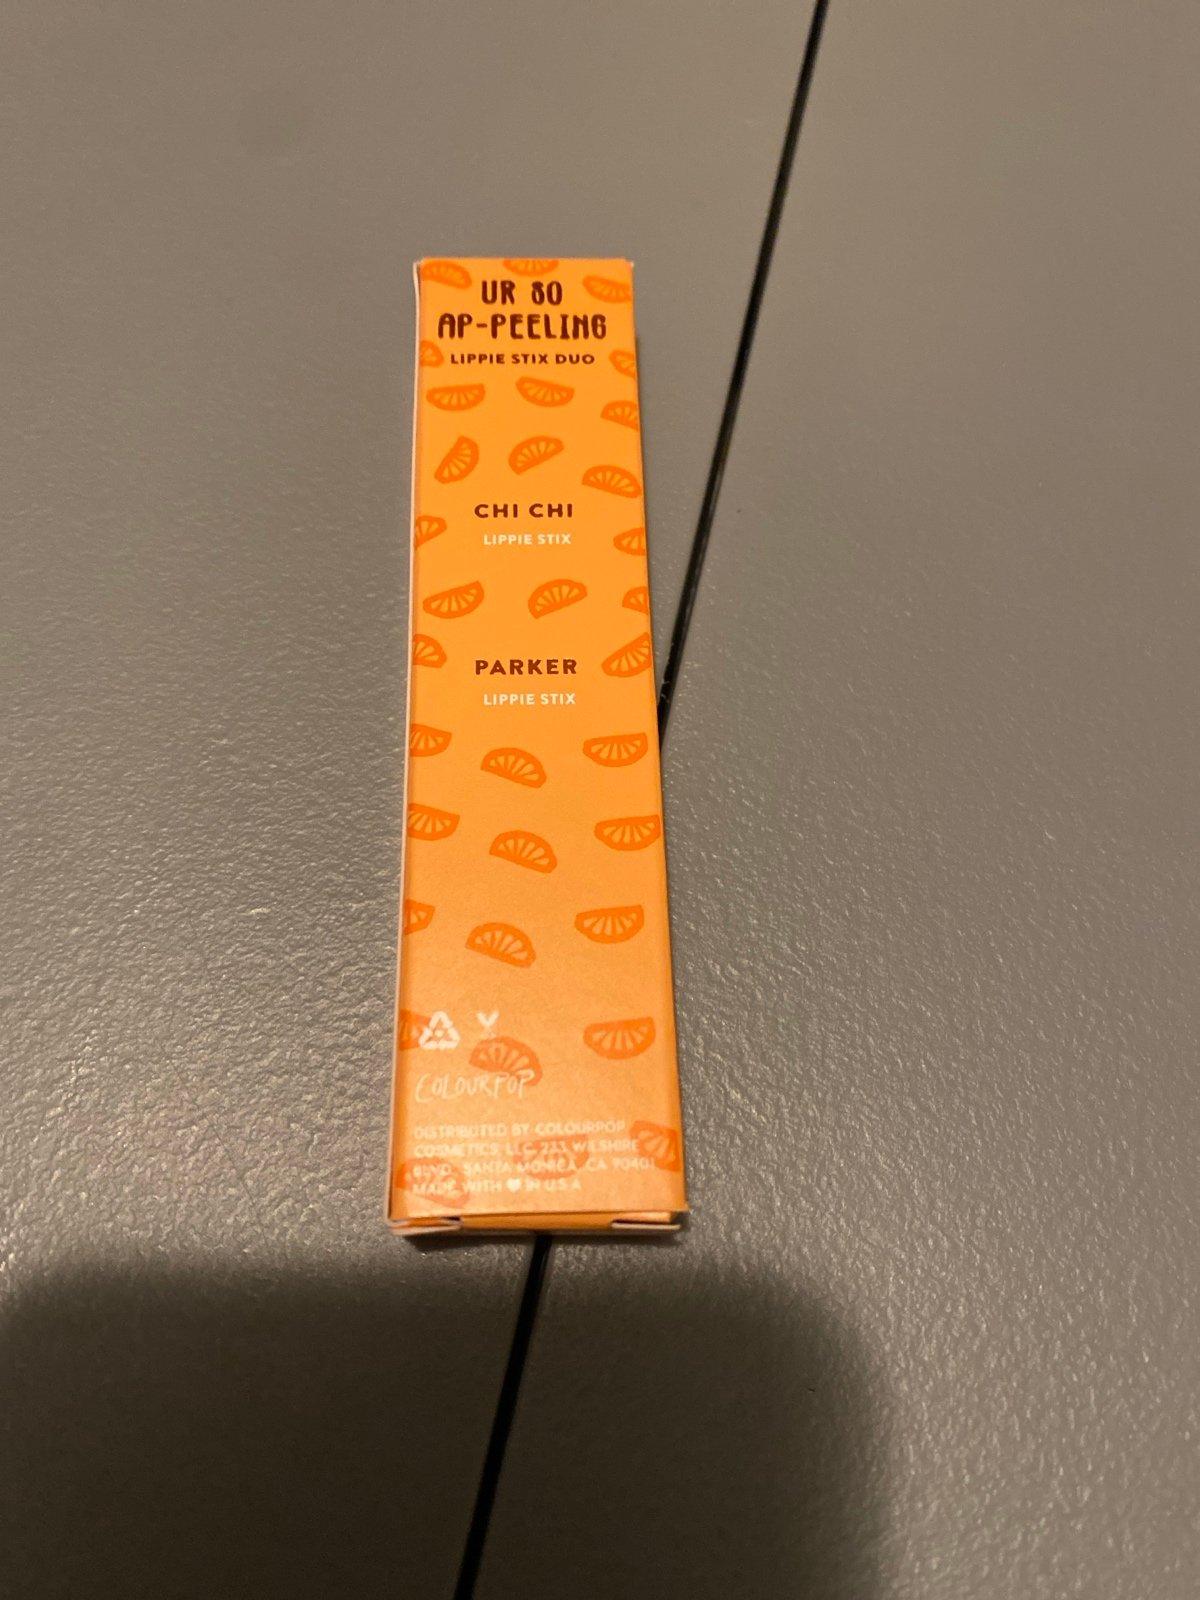 UR SO
AP-PEELING
LIPPIE STIX DUO
CHI CHI
LIPPIE STIX
PARKER
LIPPIE STIX
COLOURPOP
DISTRIBUTED BY COLOURPOP
COSMETICS, LLC, 223 WILSHIRE
BLVD, SANTA MONICA, CA 90401
MADE WITH ♥ IN U.S.A